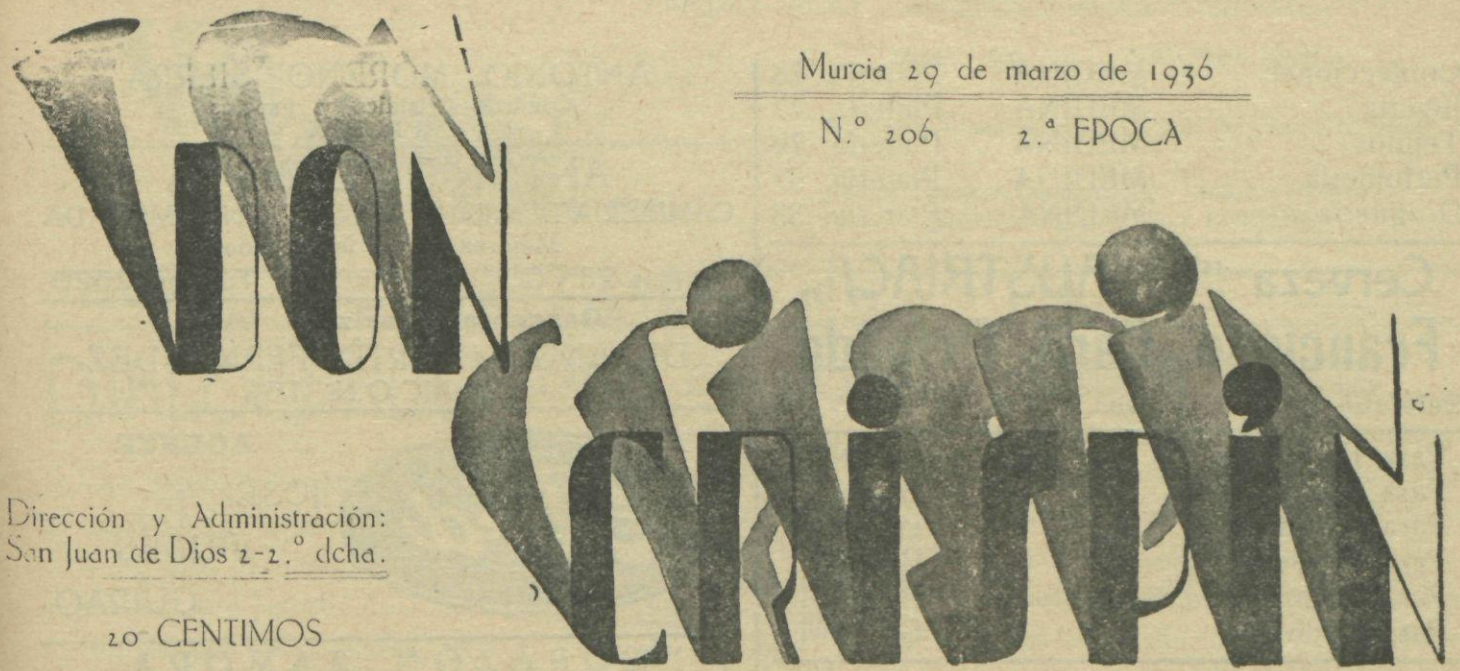 DON
Murcia 29 de marzo de 1936
N.º 206 2.ª EPOCA
CRISPIN
Dirección y Administración:
San Juan de Dios 2-2.º dcha.
20 CENTIMOS